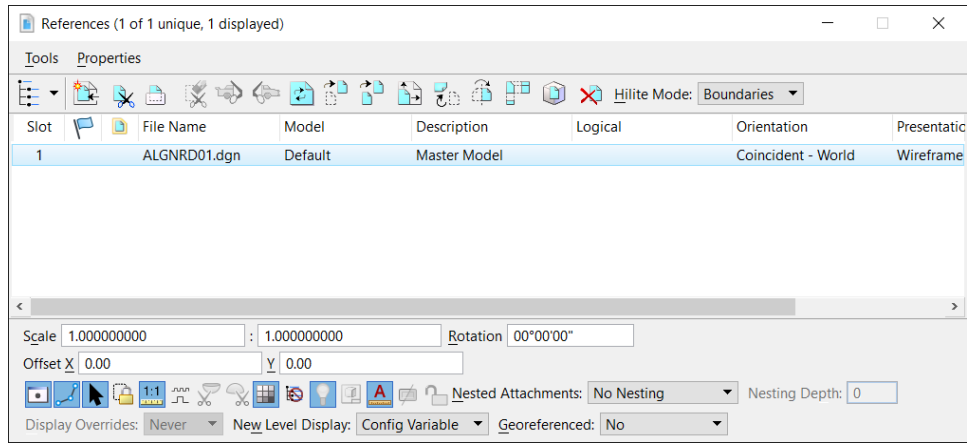 References (1 of 1 unique, 1 displayed)
Tools Properties
Hilite Mode: Boundaries
Slot File Name Model Description Logical Orientation Presentatio
1 ALGNRD01.dgn Default Master Model Coincident - World Wireframe
Scale 1.000000000 : 1.000000000 Rotation 00°00'00"
Offset X 0.00 Y 0.00
1:1 A Nested Attachments: No Nesting Nesting Depth: 0
Display Overrides: Never New Level Display: Config Variable Georeferenced: No